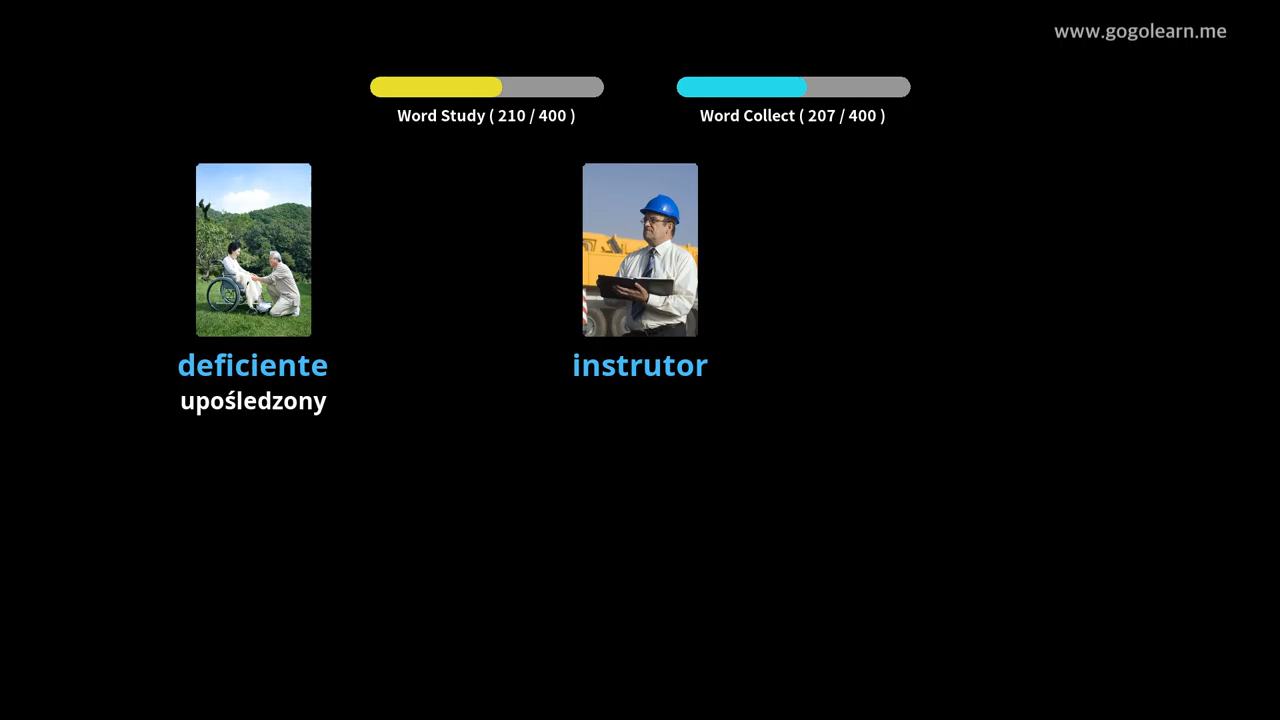 www.gogolearn.me
Word Study ( 210 / 400 )
Word Collect ( 207 / 400 )
deficiente
upośledzony
instrutor